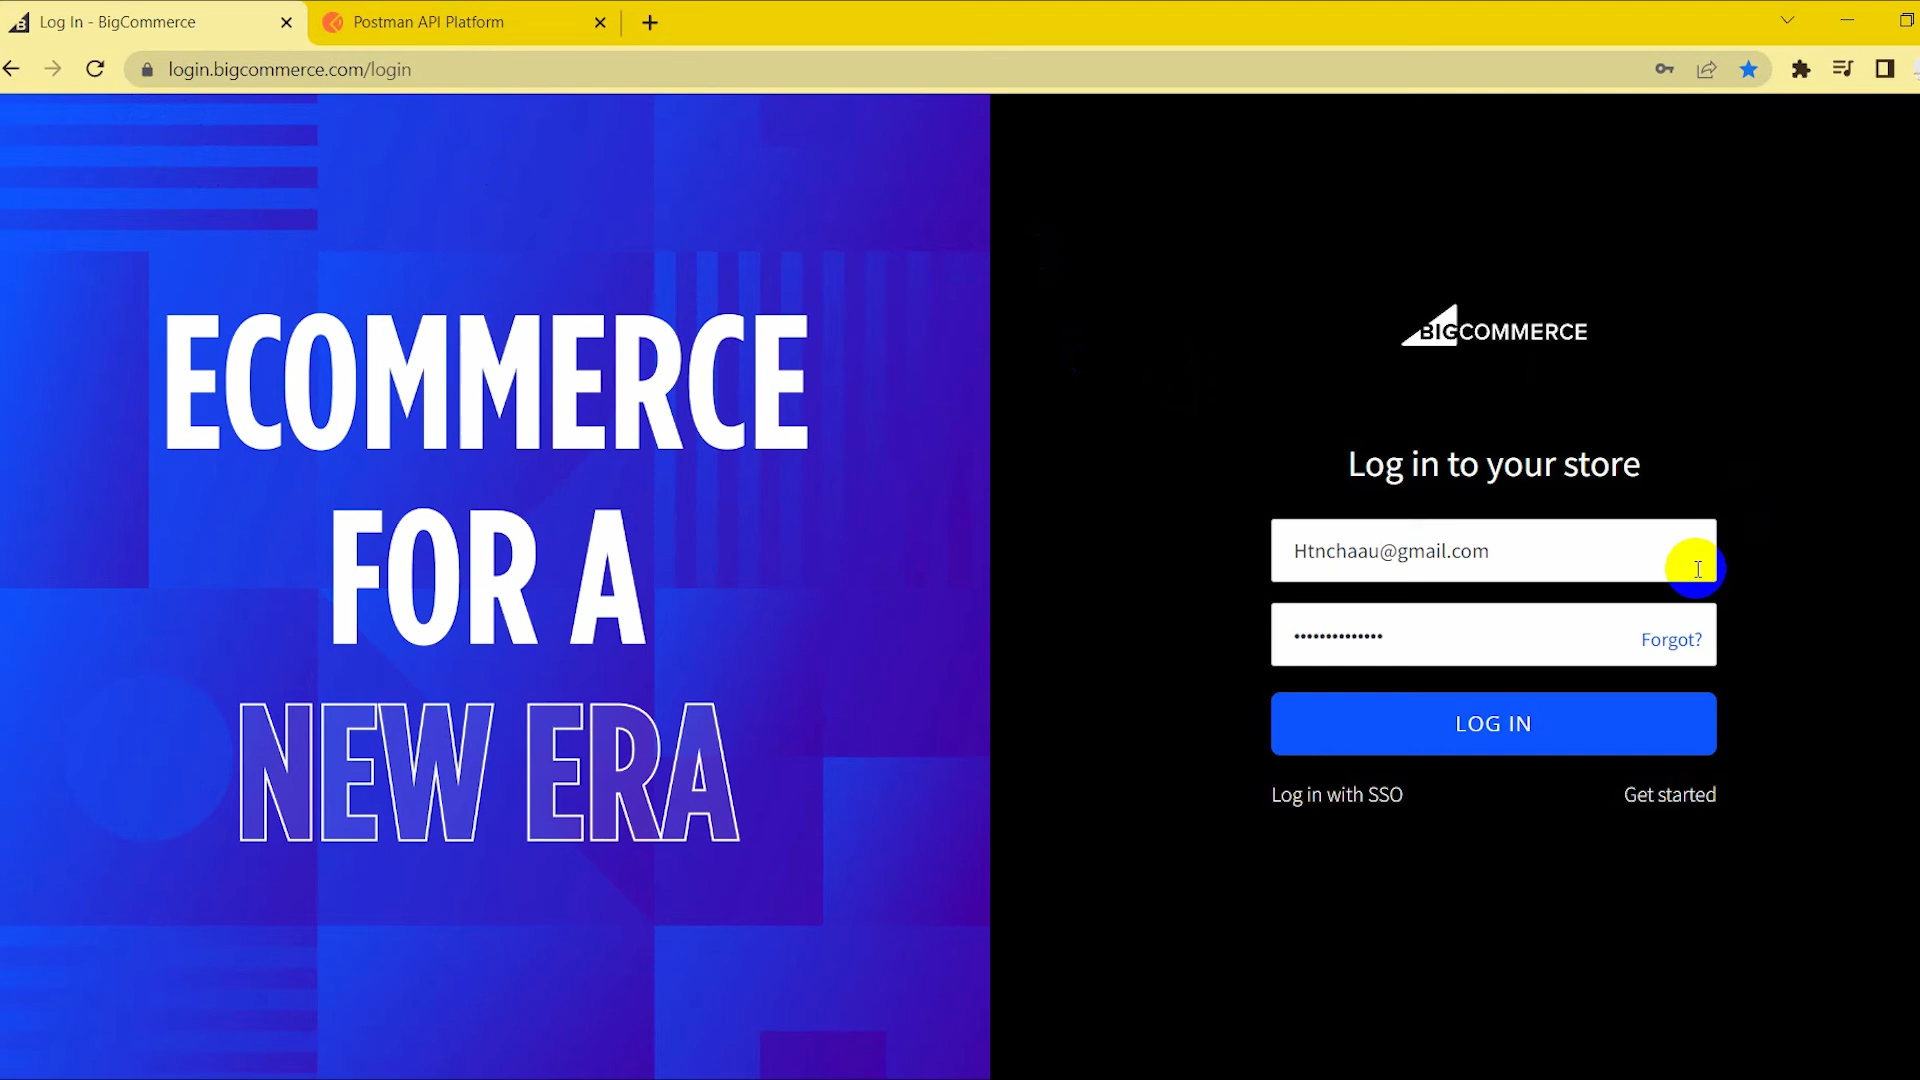 Log In - BigCommerce
Postman API Platform
login.bigcommerce.com/login
ECOMMERCE
FOR A
NEW ERA
BIGCOMMERCE
Log in to your store
Htnchaau@gmail.com
••••••••••••••
Forgot?
LOG IN
Log in with SSO
Get started